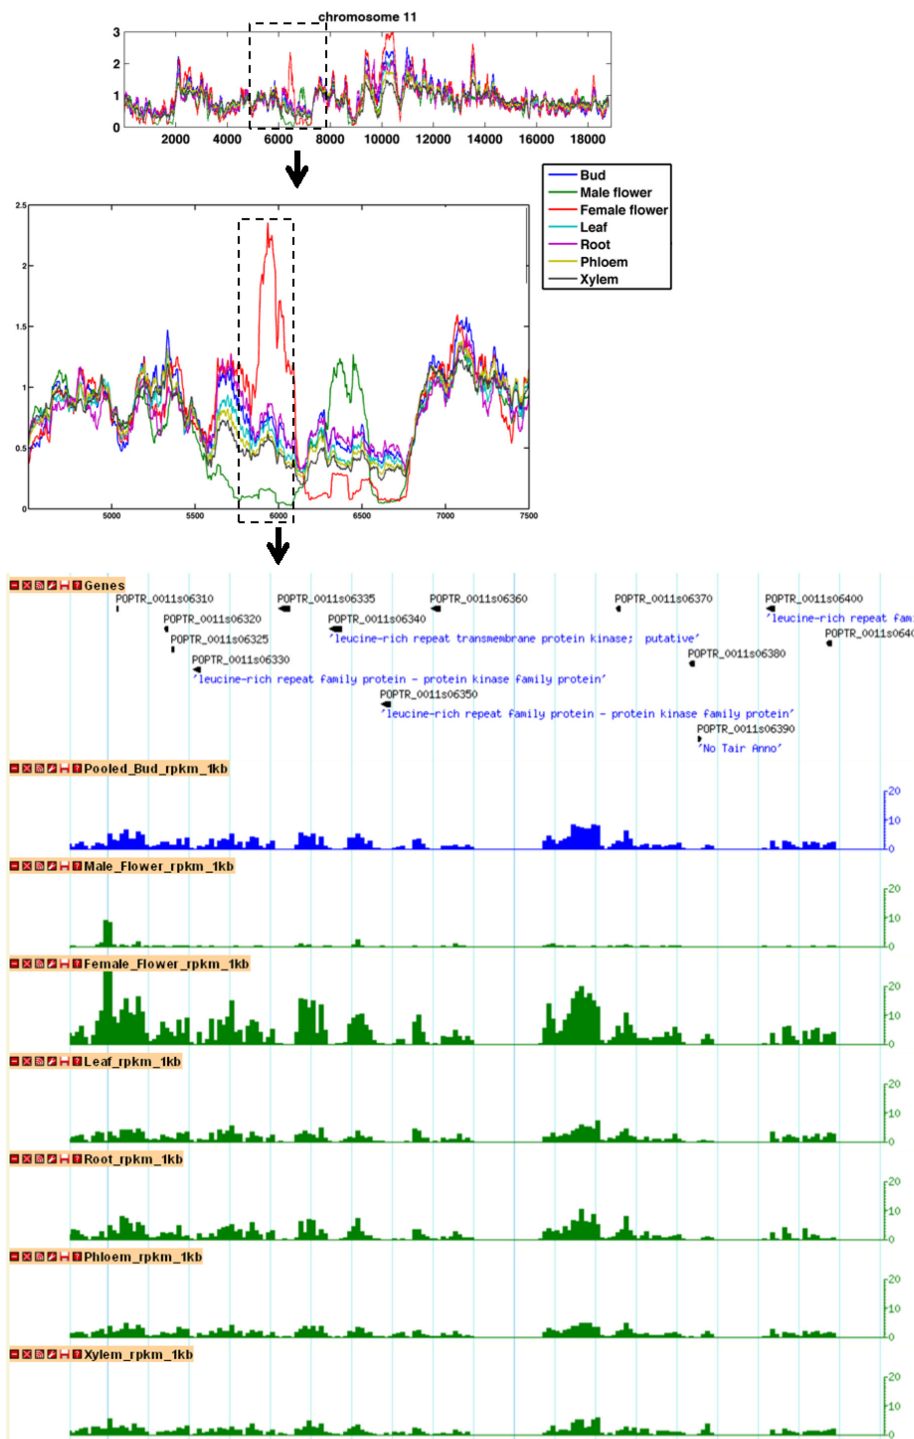 chromosome 11
3
2
1
0
2000 4000 6000 8000 10000 12000 14000 16000 18000
Bud
Male flower
Female flower
Leaf
Root
Phloem
Xylem
2.5
2
1.5
1
0.5
0
5000 5500 5750 6000 6500 7000 7500
Genes
POPTR_0011s06310 POPTR_0011s06335 POPTR_0011s06360 POPTR_0011s06370 POPTR_0011s06400
POPTR_0011s06320 POPTR_0011s06340 'leucine-rich repeat fam
POPTR_0011s06325 'leucine-rich repeat transmembrane protein kinase; putative' POPTR_0011s0640
POPTR_0011s06330 POPTR_0011s06380
'leucine-rich repeat family protein - protein kinase family protein'
POPTR_0011s06350
'leucine-rich repeat family protein - protein kinase family protein'
POPTR_0011s06390
'No Tair Anno'
Pooled_Bud_rpkm_1kb
20
10
0
Male_Flower_rpkm_1kb
20
10
0
Female_Flower_rpkm_1kb
20
10
0
Leaf_rpkm_1kb
20
10
0
Root_rpkm_1kb
20
10
0
Phloem_rpkm_1kb
20
10
0
Xylem_rpkm_1kb
20
10
0